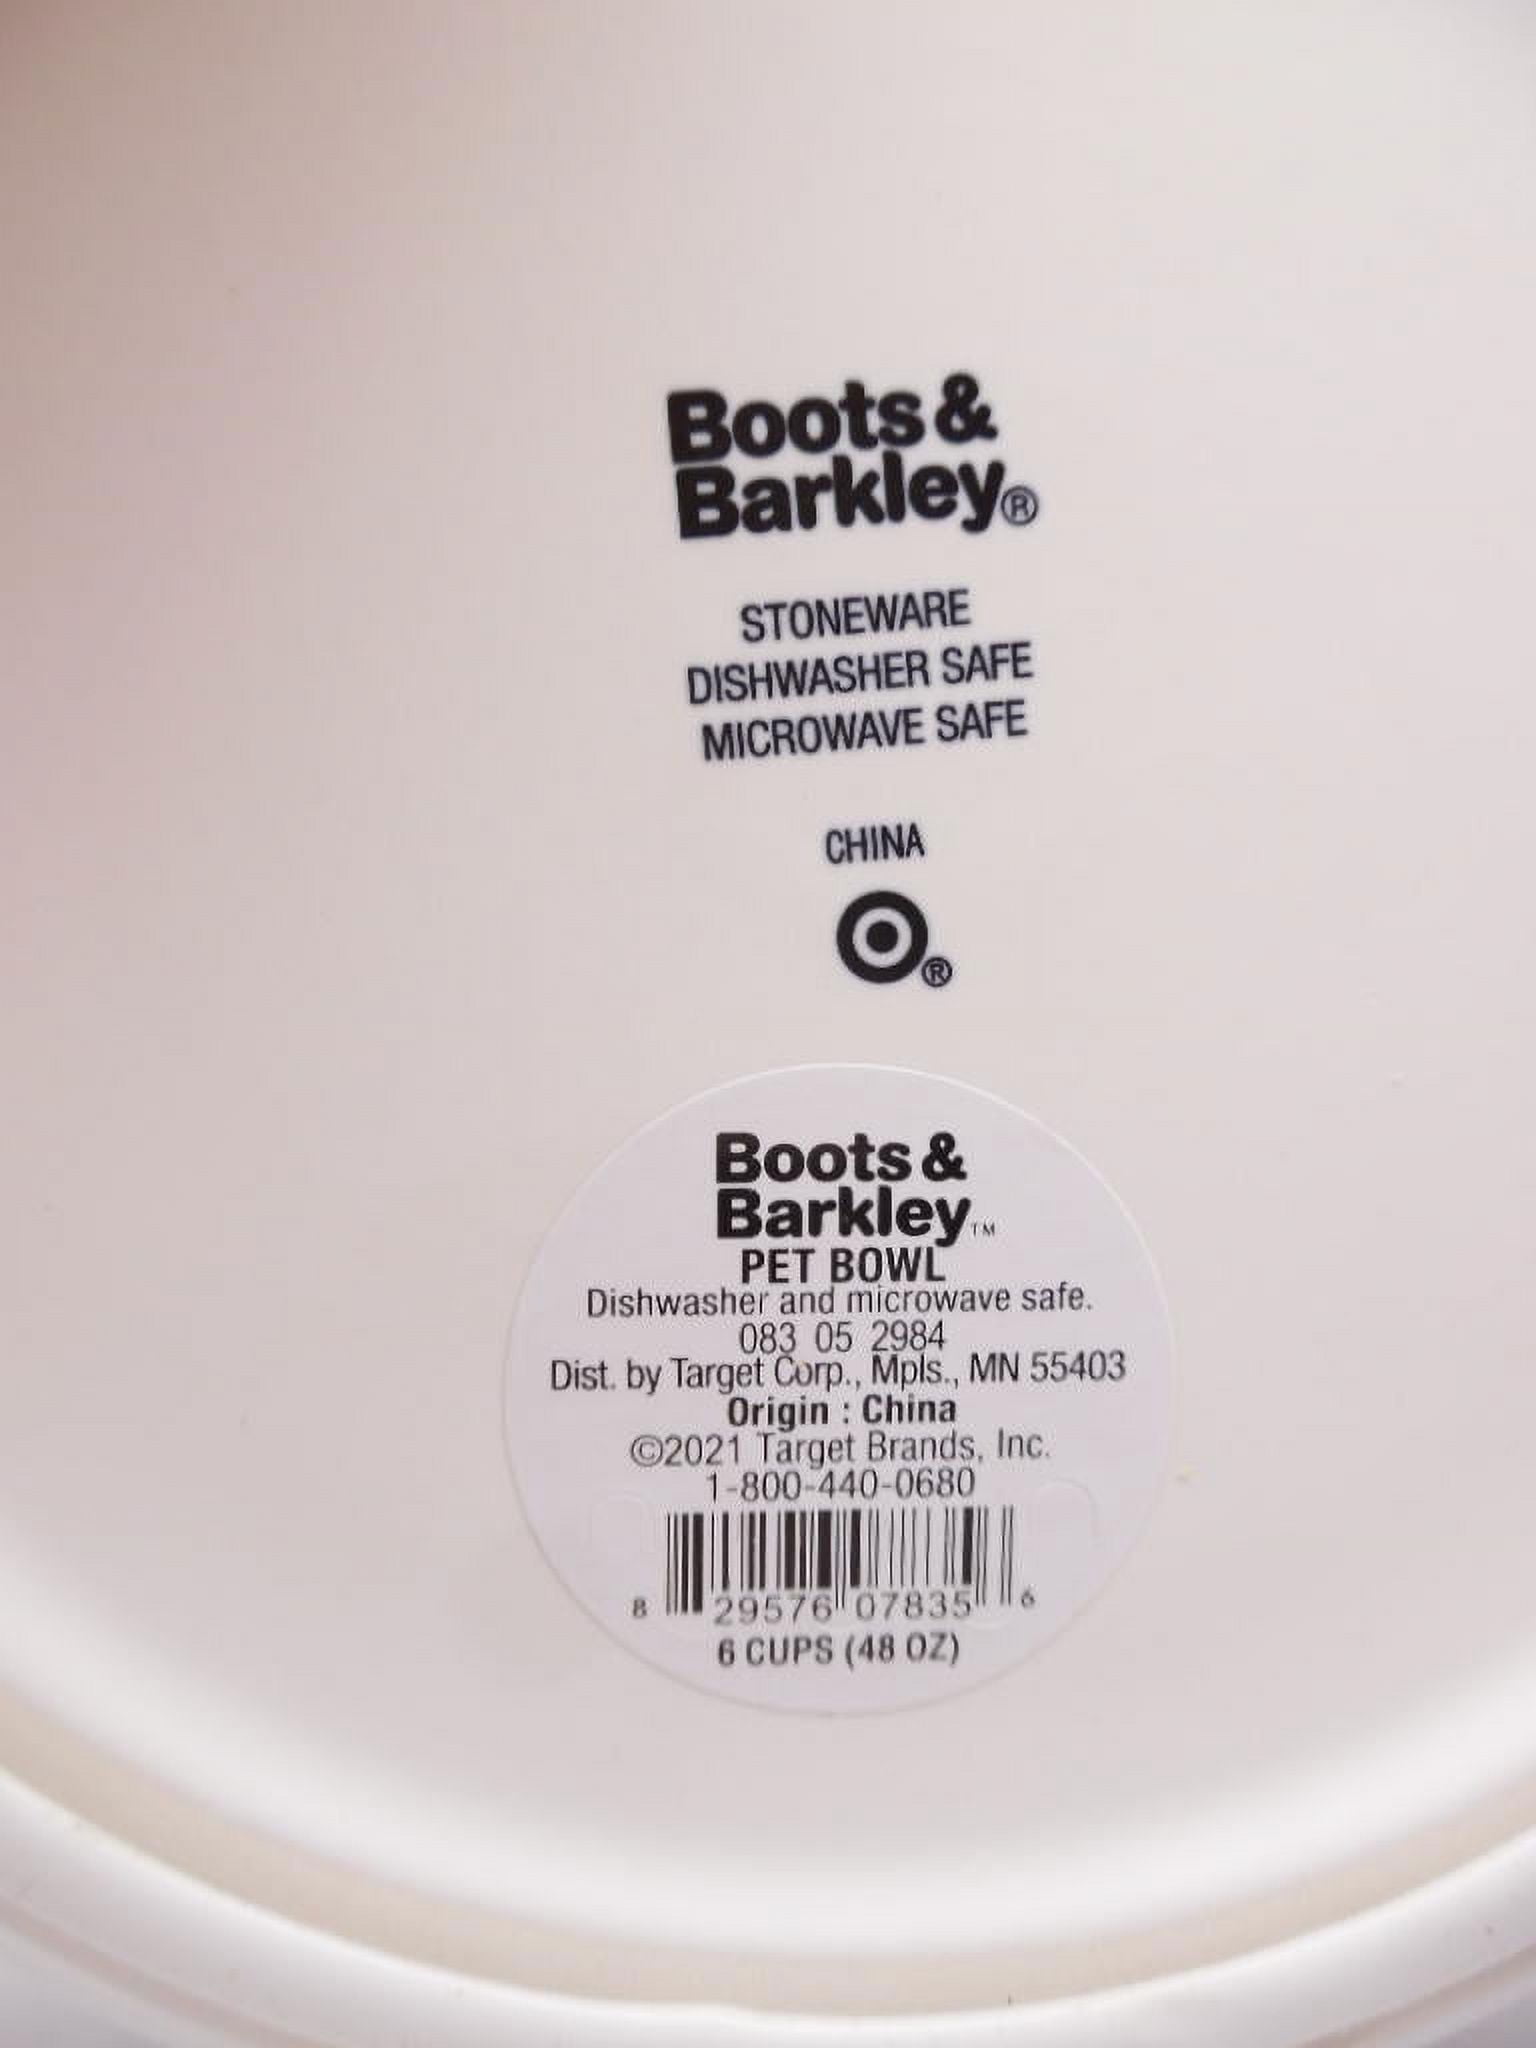 Boots &
Barkley®
STONEWARE
DISHWASHER SAFE
MICROWAVE SAFE
CHINA
®
Boots &
Barkley™
PET BOWL
Dishwasher and microwave safe.
083 05 2984
Dist. by Target Corp., Mpls., MN 55403
Origin : China
©2021 Target Brands, Inc.
1-800-440-0680
8 29576 07835 6
6 CUPS (48 OZ)